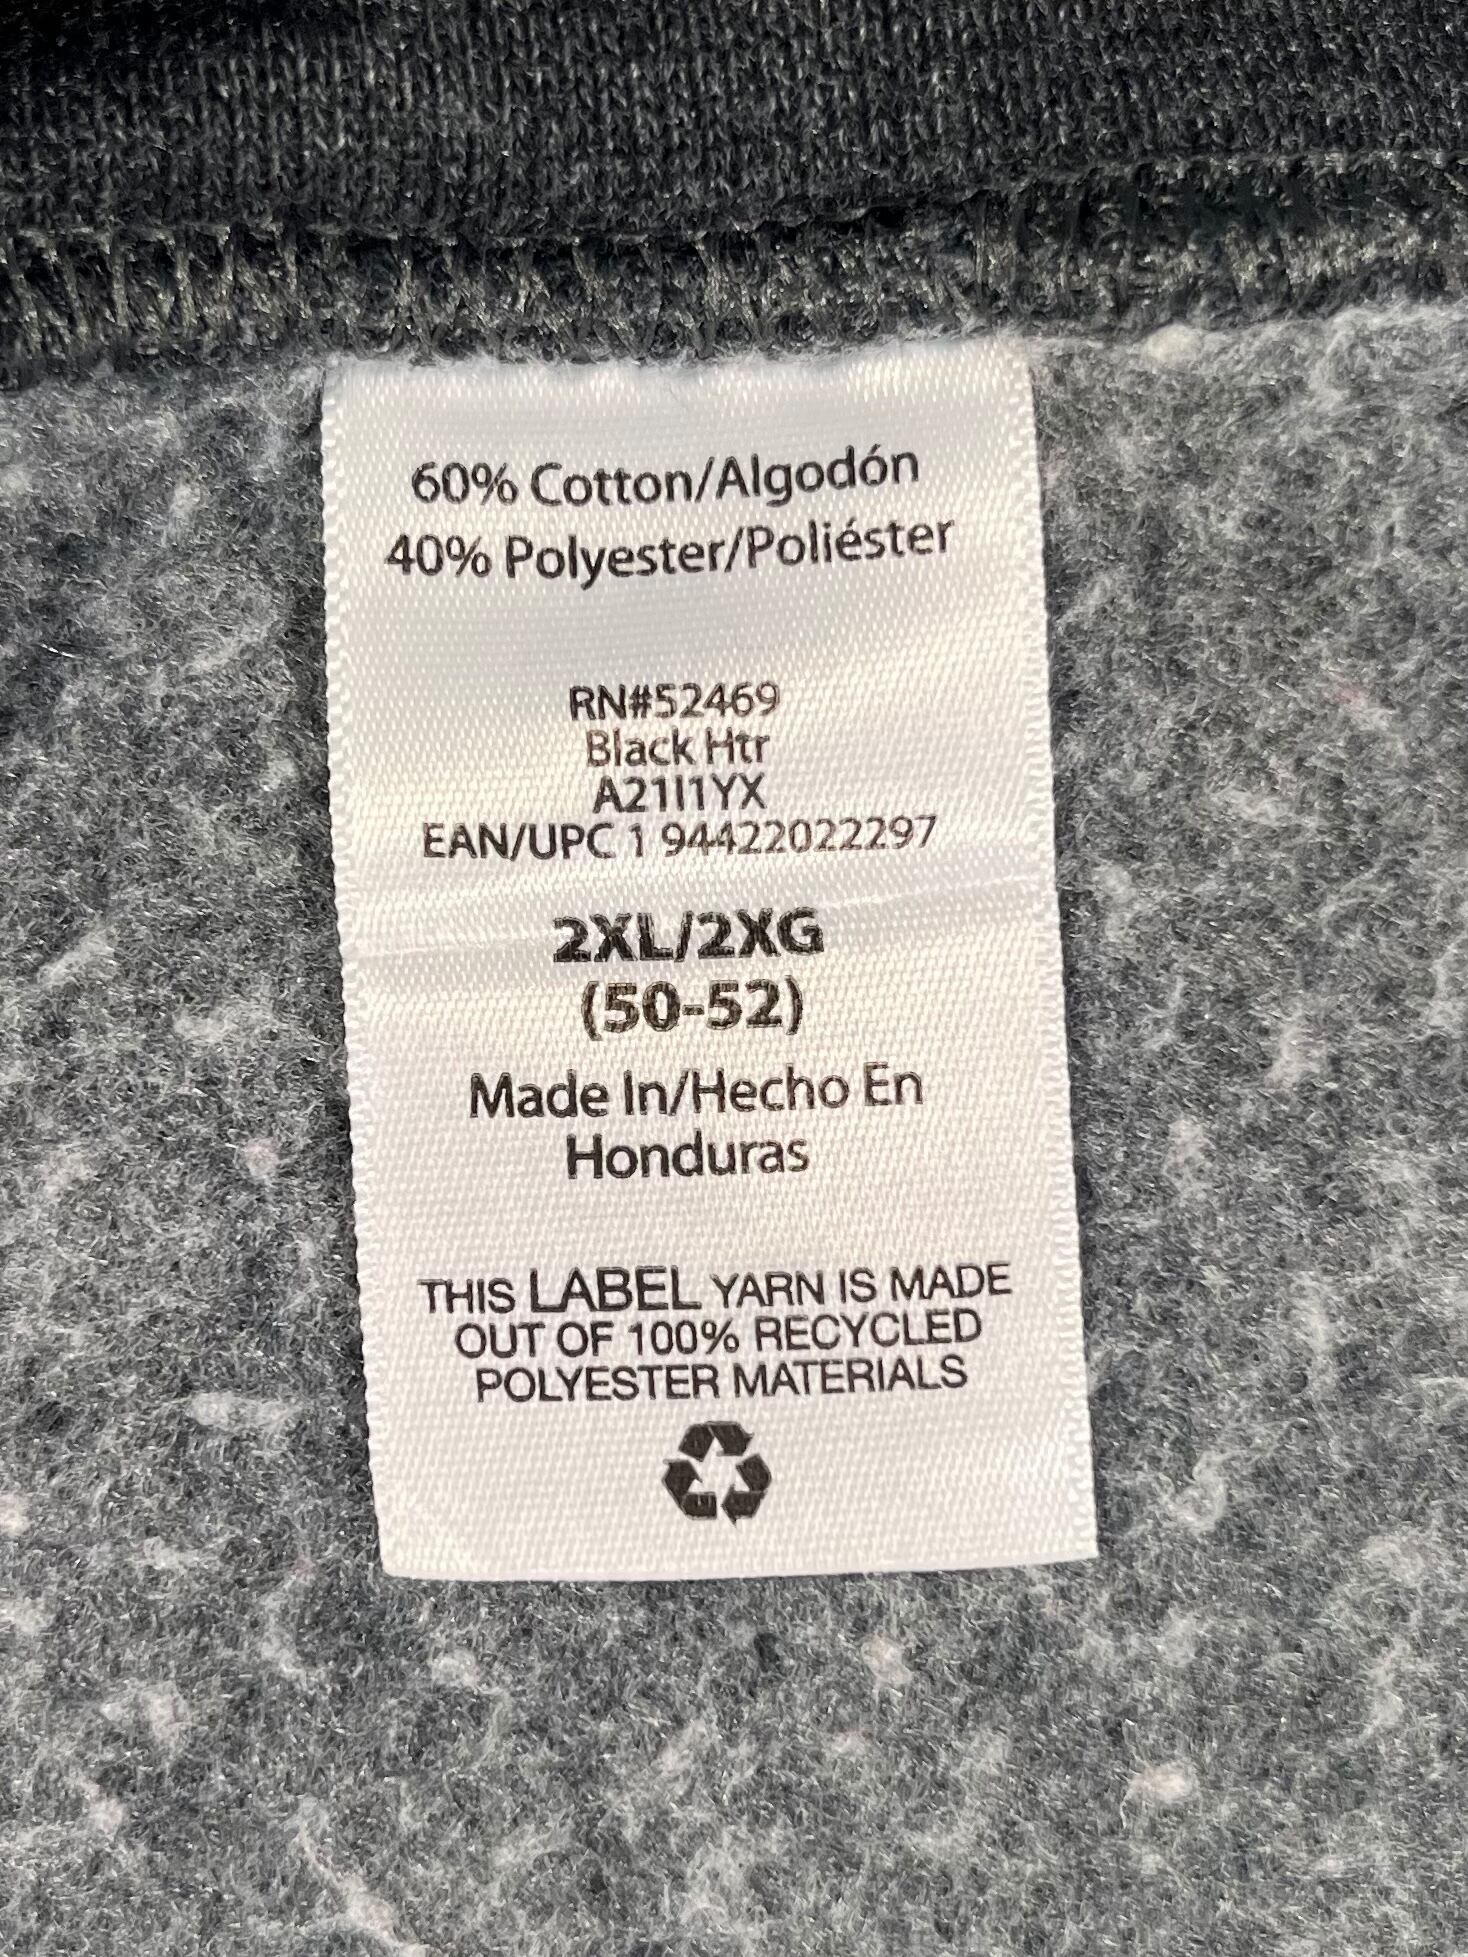 60% Cotton/Algodón
40% Polyester/Poliéster
RN#52469
Black Htr
A21I1YX
EAN/UPC 1 94422022297
2XL/2XG
(50-52)
Made In/Hecho En
Honduras
THIS LABEL YARN IS MADE
OUT OF 100% RECYCLED
POLYESTER MATERIALS